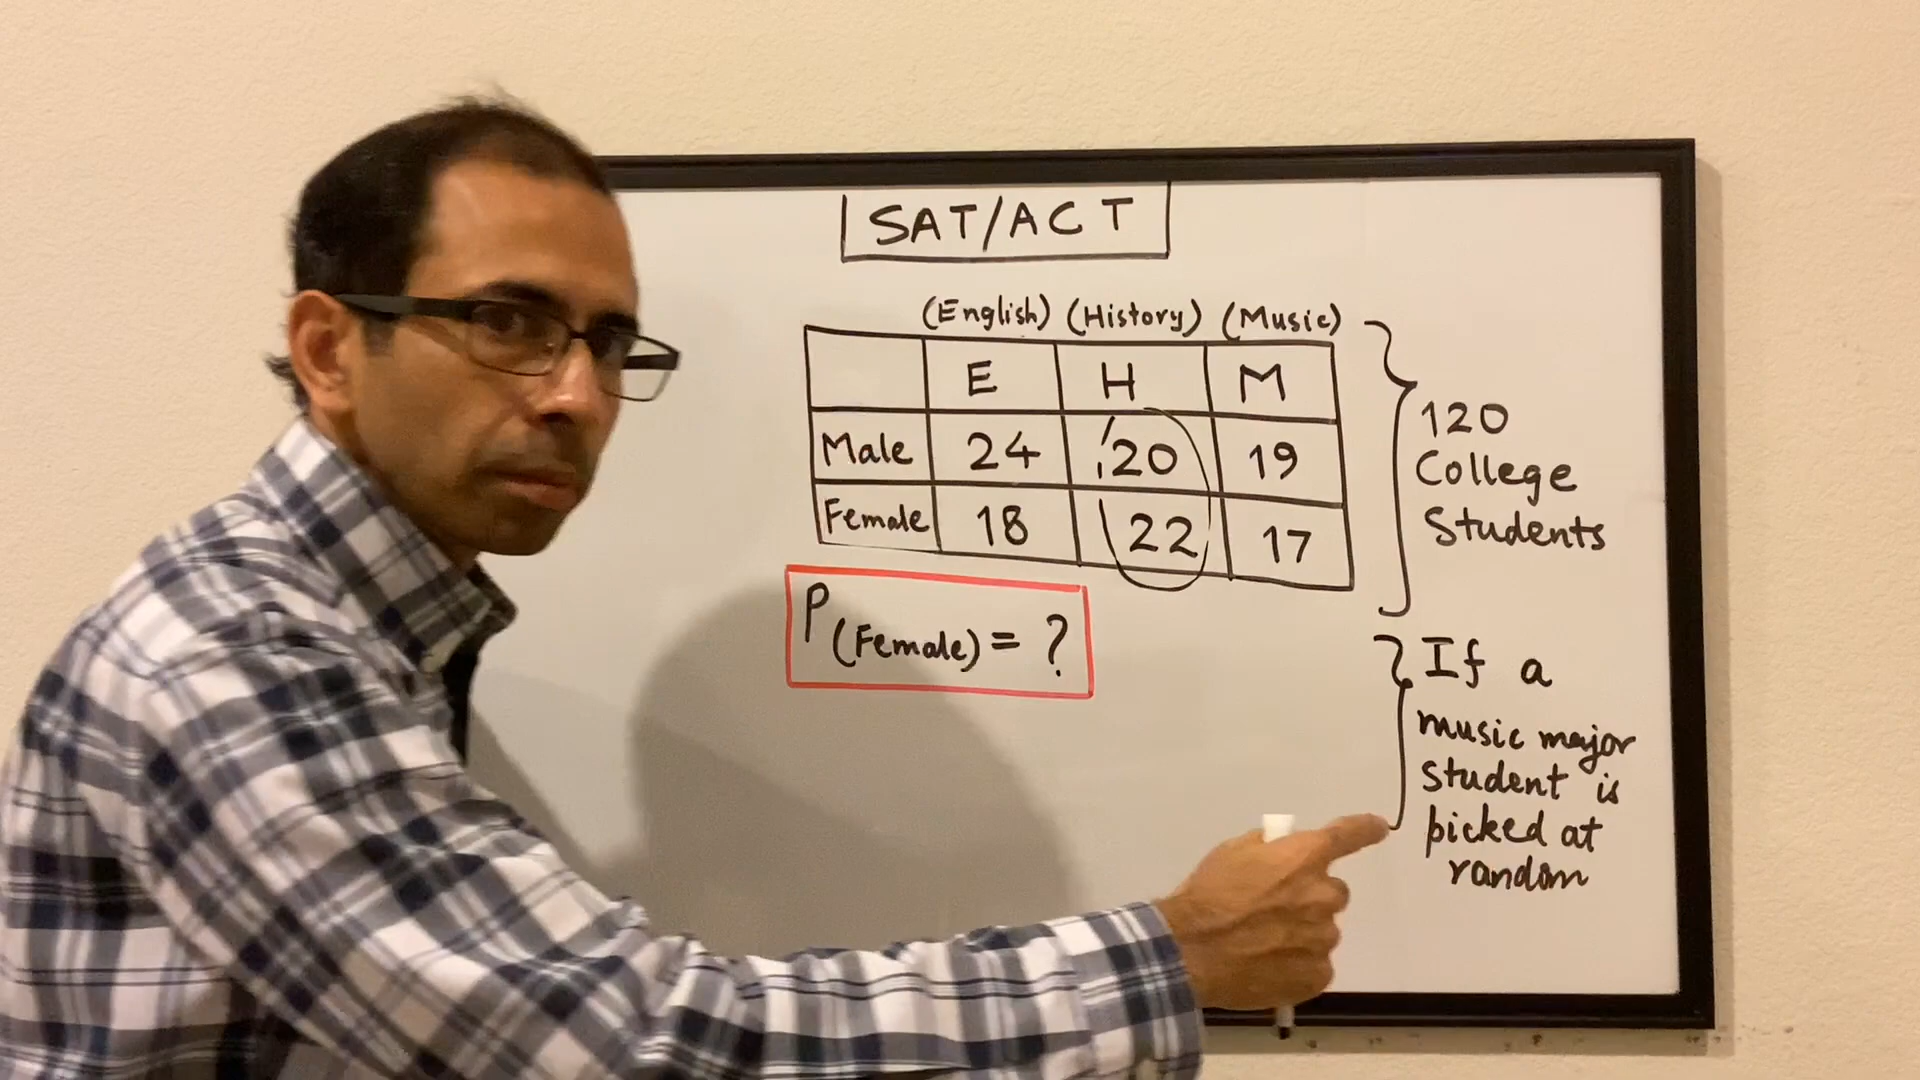 SAT/ACT
(English) (History) (Music)
E H M
Male 24 20 19
Female 18 22 17
120
College
Students
P(Female) = ?
If a
music major
student is
picked at
random